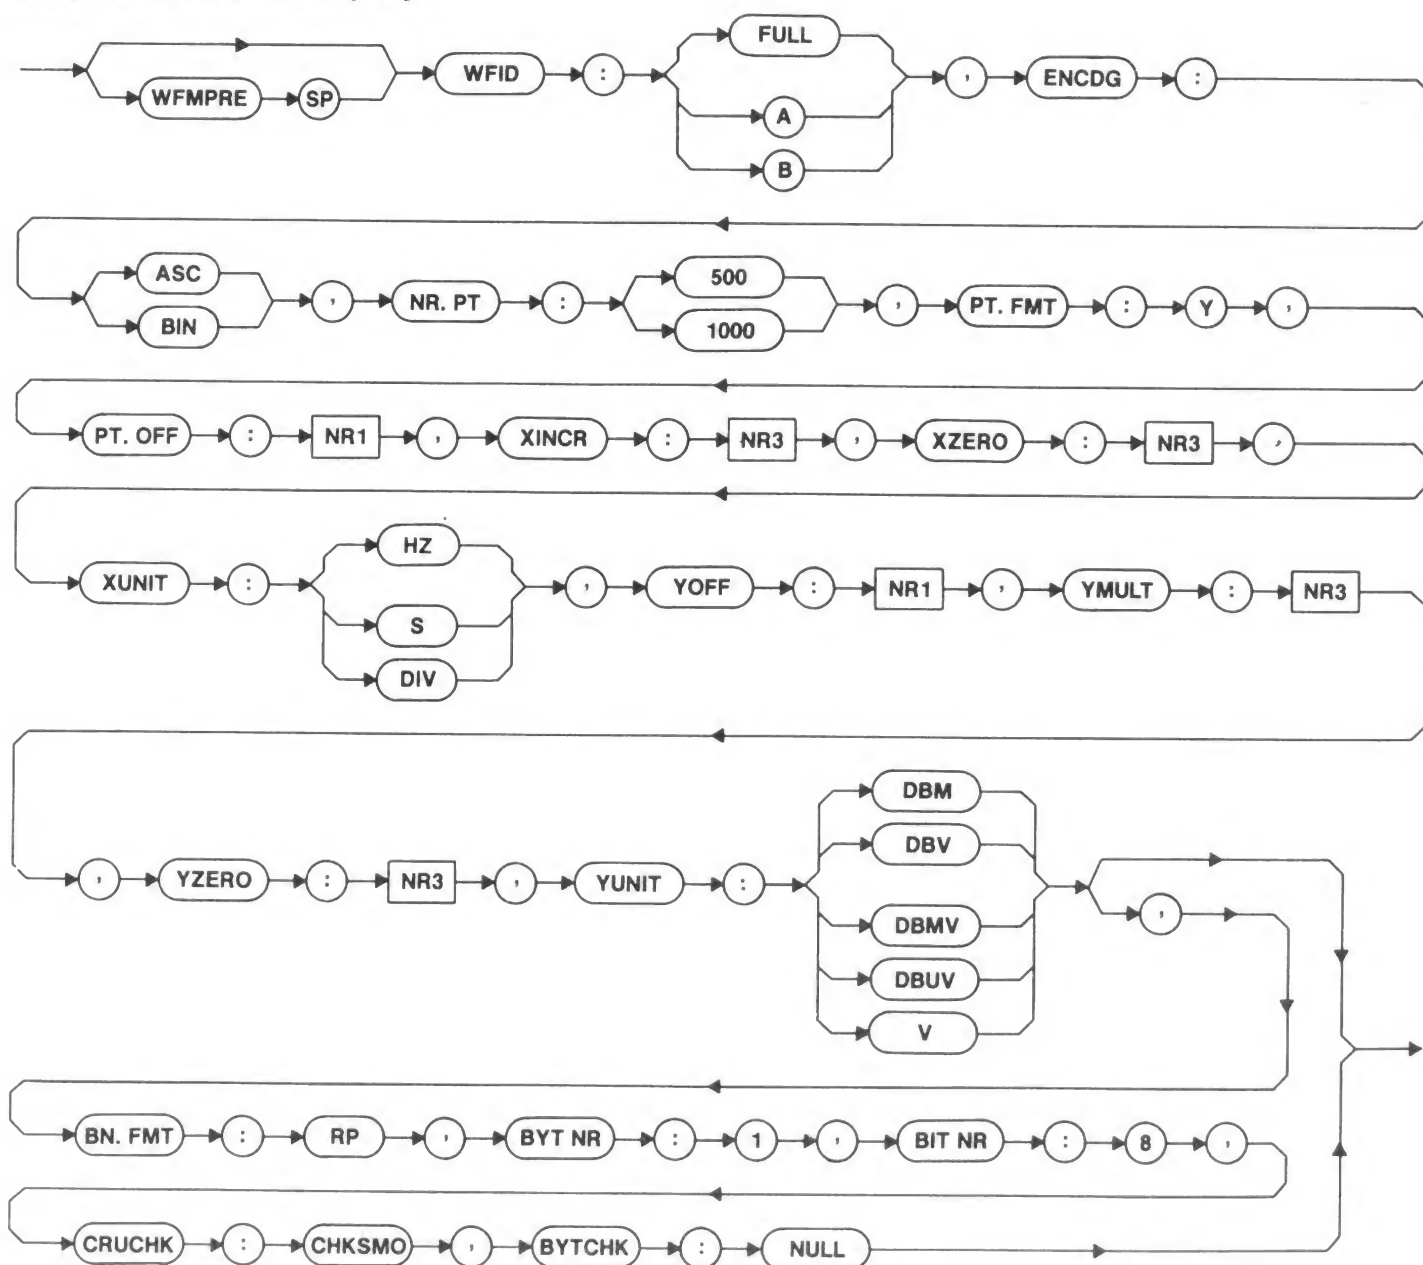 WFMPRE SP WFID : FULL A B , ENCDG :
ASC BIN , NR. PT : 500 1000 , PT. FMT : Y ,
PT. OFF : NR1 , XINCR : NR3 , XZERO : NR3 ,
XUNIT : HZ S DIV , YOFF : NR1 , YMULT : NR3
, YZERO : NR3 , YUNIT : DBM DBV DBMV DBUV V ,
BN. FMT : RP , BYT NR : 1 , BIT NR : 8 ,
CRUCHK : CHKSMO , BYTCHK : NULL